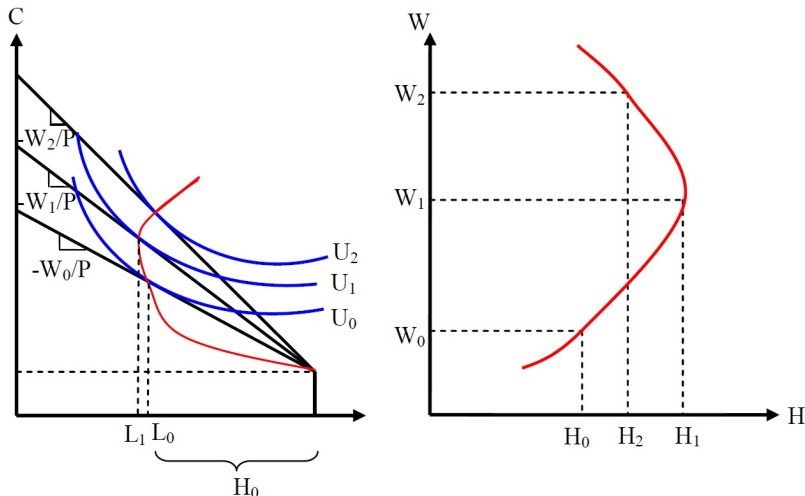 C
-W₂/P
-W₁/P
-W₀/P
U₂
U₁
U₀
L₁ L₀
H₀
W
W₂
W₁
W₀
H₀ H₂ H₁
H